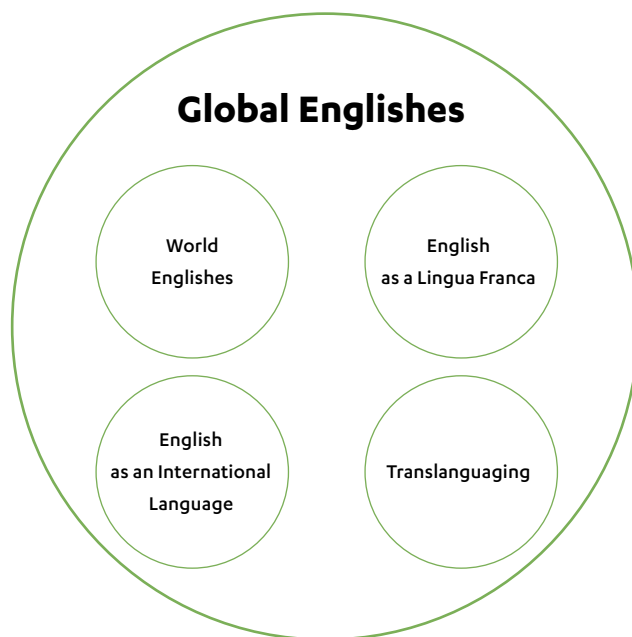 Global Englishes
World
Englishes
English
as a Lingua Franca
English
as an International
Language
Translanguaging